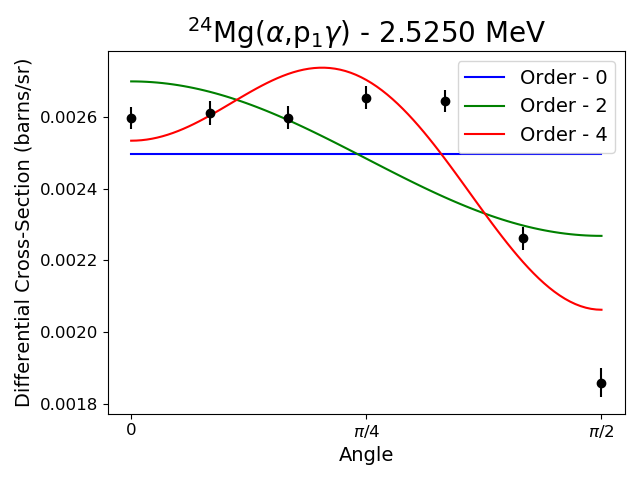 ²⁴Mg(α,p₁γ) - 2.5250 MeV
Order - 0
Order - 2
Order - 4
Differential Cross-Section (barns/sr)
0.0026
0.0024
0.0022
0.0020
0.0018
0 π/4 π/2
Angle